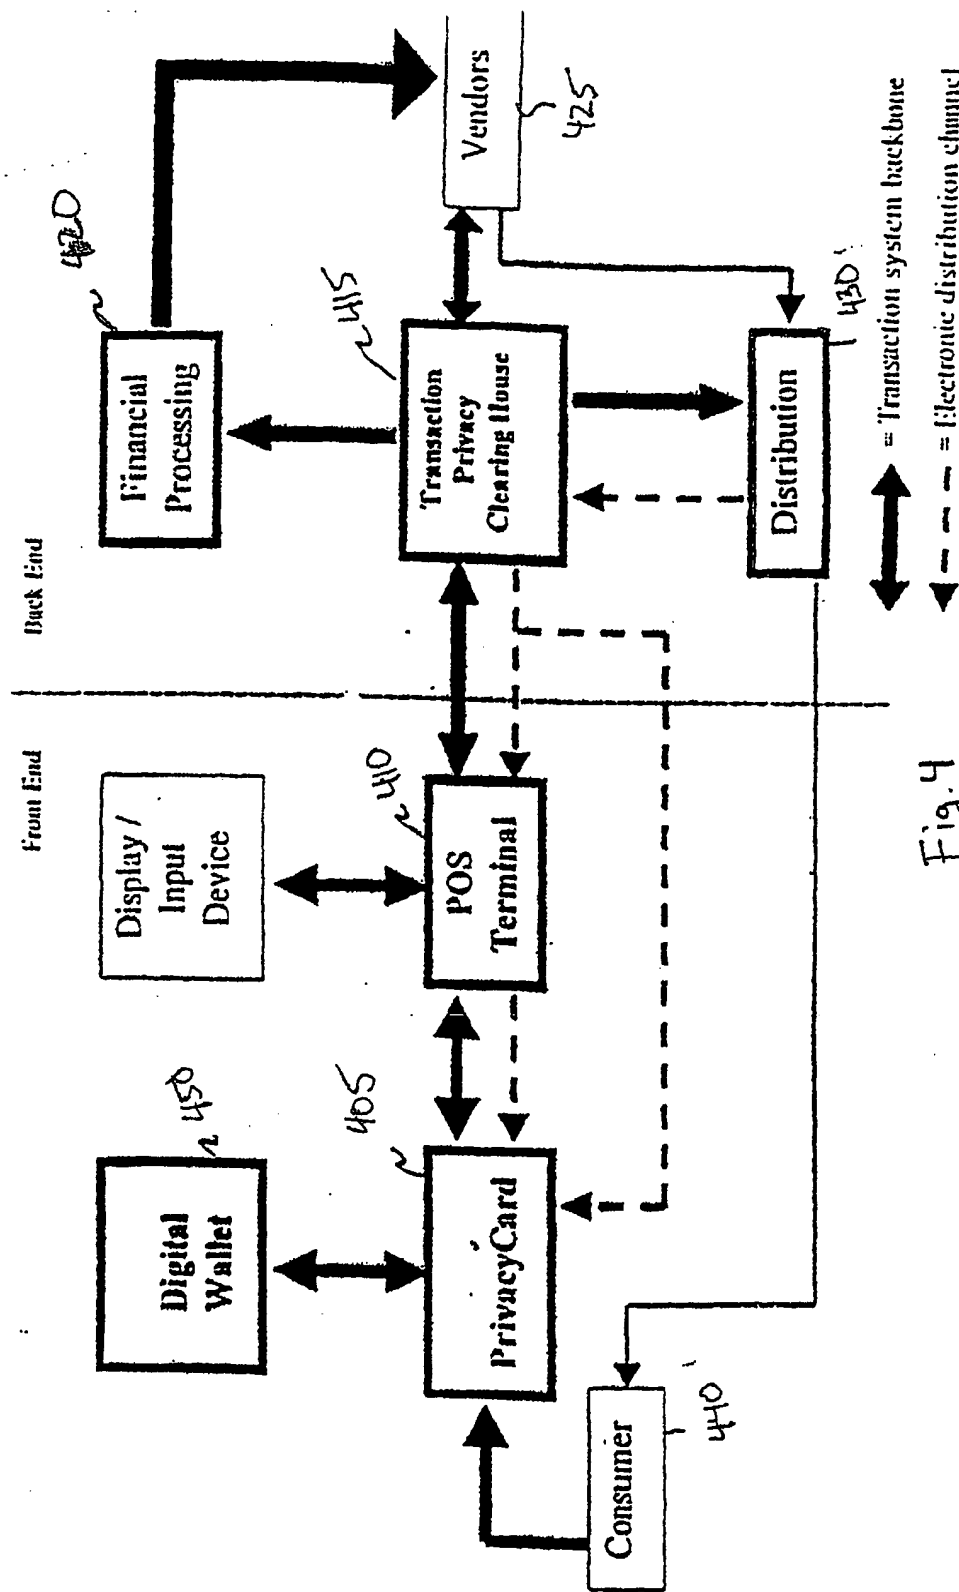 From End
Back End
Digital
Wallet
450
Display /
Input
Device
Financial
Processing
420
PrivacyCard
405
POS
Terminal
410
Transaction
Privacy
Clearing House
415
Vendors
425
Consumer
440
Distribution
430
= Transaction system backbone
= Electronic distribution channel
Fig. 4